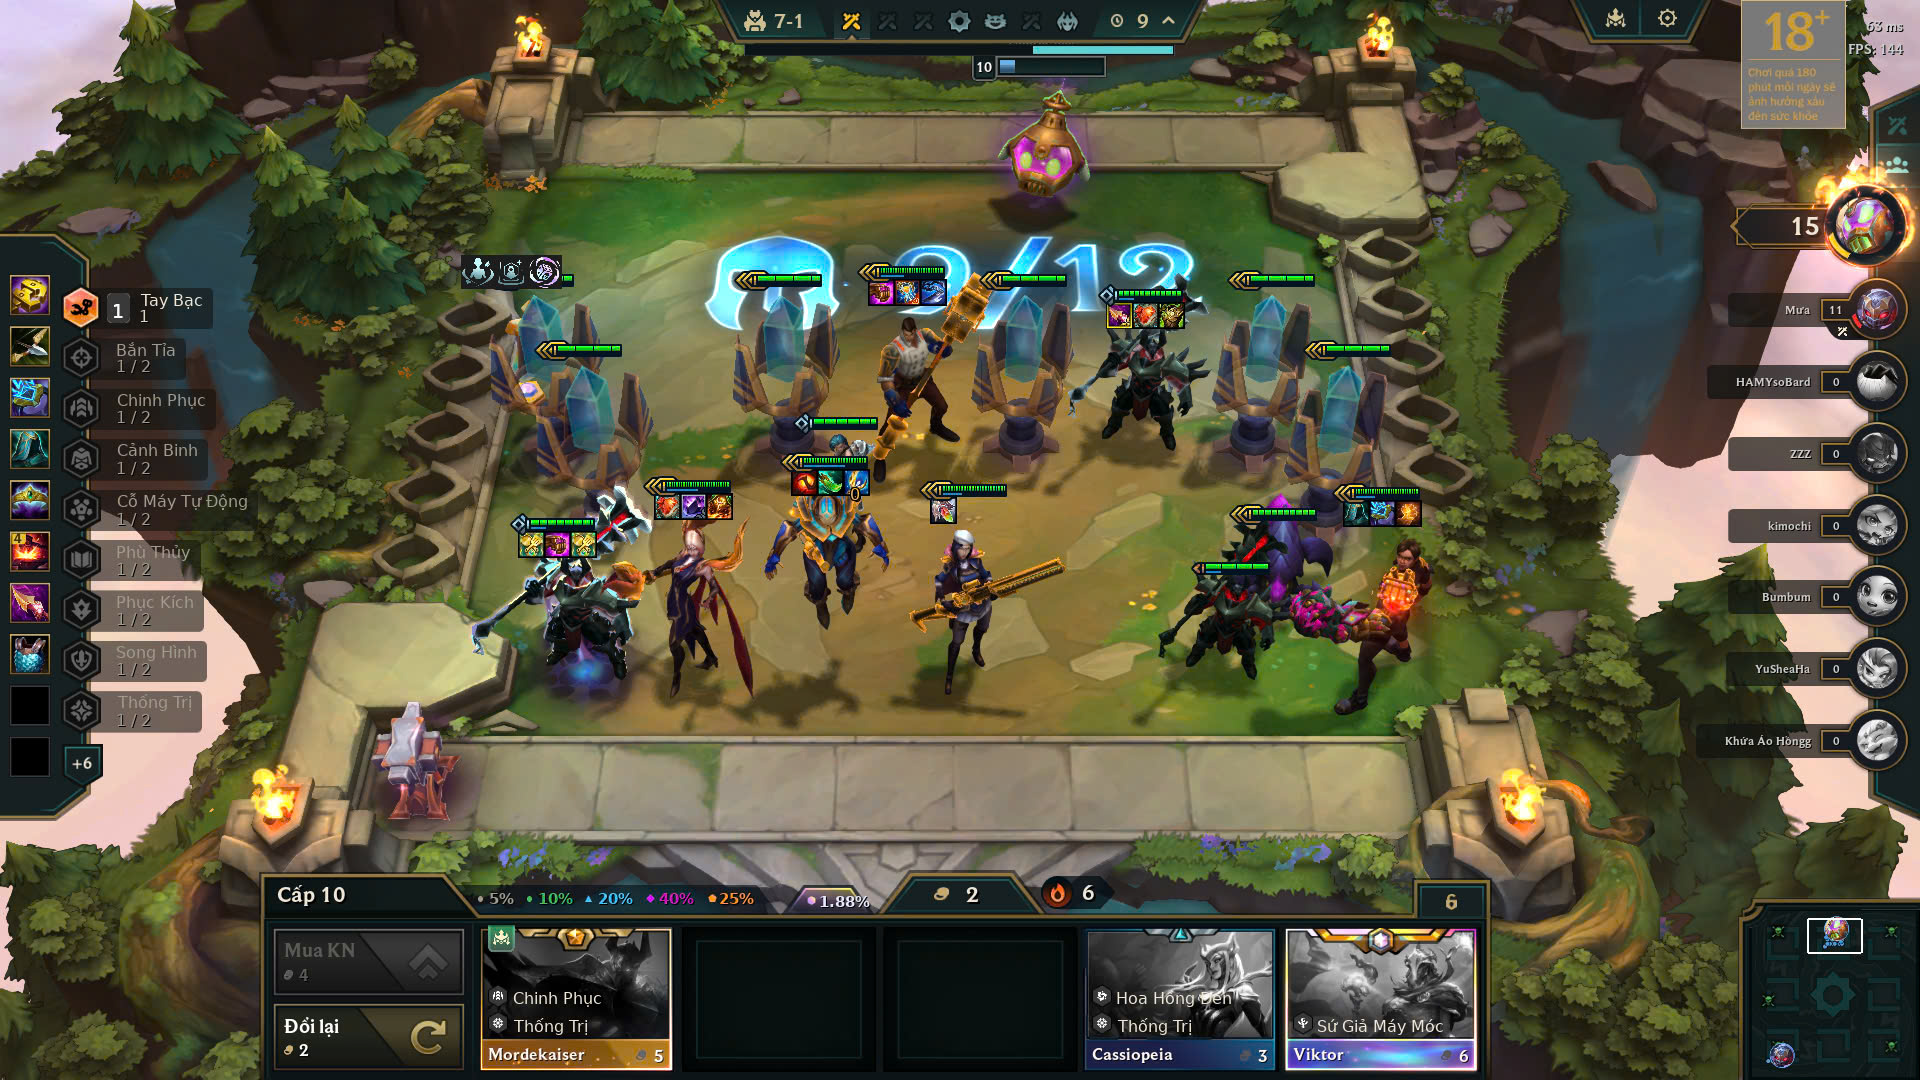 7-1
9
10
18+
Chơi quá 180
phút mỗi ngày sẽ
ảnh hưởng xấu
đến sức khỏe
63 ms
FPS: 144
9/12
15
1
Tay Bạc
1
Bắn Tỉa
1 / 2
Chinh Phục
1 / 2
Cảnh Binh
1 / 2
Cỗ Máy Tự Động
1 / 2
Phù Thủy
1 / 2
Phục Kích
1 / 2
Song Hình
1 / 2
Thống Trị
1 / 2
+6
4
0
Mưa
11
HAMYsoBard
0
ZZZ
0
kimochi
0
Bumbum
0
YuSheaHa
0
Khứa Áo Hồngg
0
Cấp 10
5%
10%
20%
40%
25%
1.88%
2
6
6
Mua KN
4
Đổi lại
2
Chinh Phục
Thống Trị
Mordekaiser
5
Hoa Hồng Đen
Thống Trị
Cassiopeia
3
Sứ Giả Máy Móc
Viktor
6